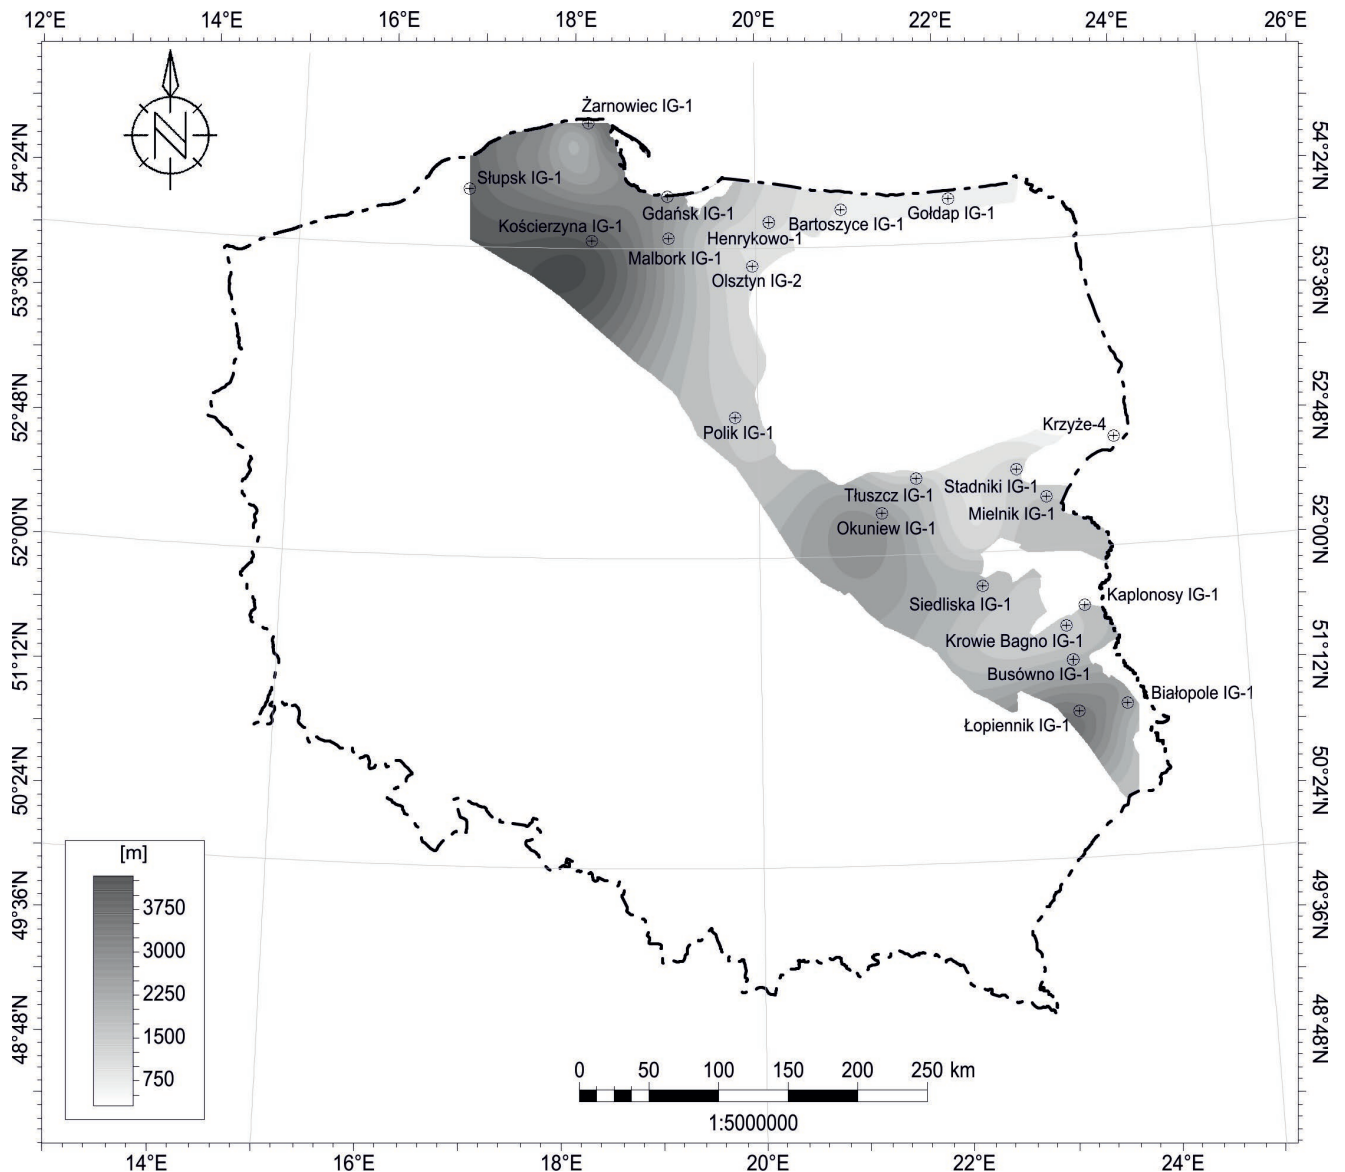 12°E 14°E 16°E 18°E 20°E 22°E 24°E 26°E
54°24'N 54°24'N
53°36'N 53°36'N
52°48'N 52°48'N
52°00'N 52°00'N
51°12'N 51°12'N
50°24'N 50°24'N
49°36'N 49°36'N
48°48'N 48°48'N
N
Żarnowiec IG-1
Słupsk IG-1
Gdańsk IG-1
Bartoszyce IG-1
Gołdap IG-1
Kościerzyna IG-1
Henrykowo-1
Malbork IG-1
Olsztyn IG-2
Krzyże-4
Polik IG-1
Stadniki IG-1
Tłuszcz IG-1
Mielnik IG-1
Okuniew IG-1
Kaplonosy IG-1
Siedliska IG-1
Krowie Bagno IG-1
Busówno IG-1
Białopole IG-1
Łopiennik IG-1
[m]
3750
3000
2250
1500
750
0 50 100 150 200 250 km
1:5000000
14°E 16°E 18°E 20°E 22°E 24°E